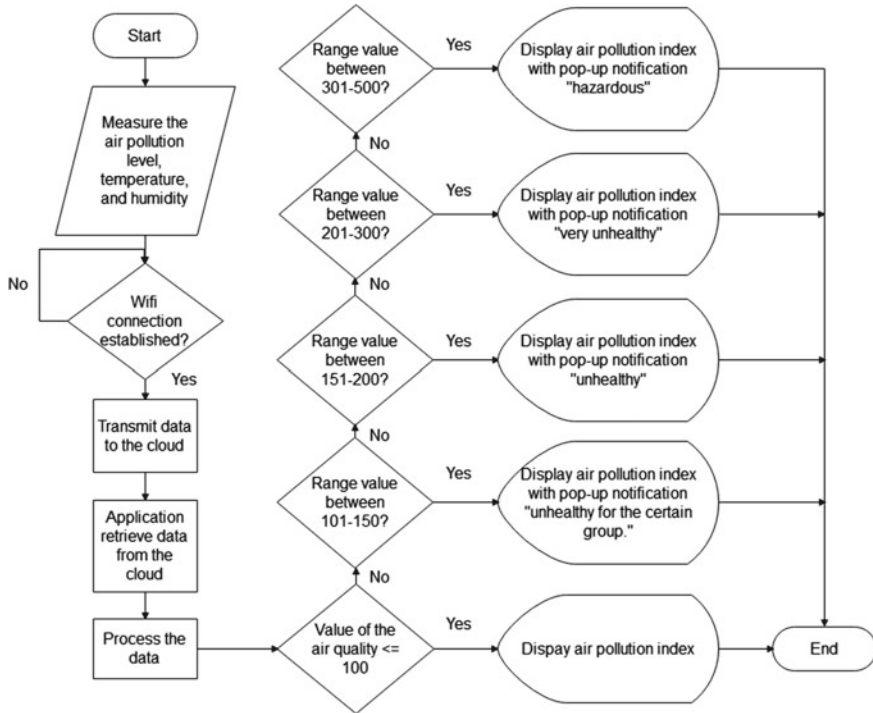 Start
Measure the
air pollution
level,
temperature,
and humidity
No
Wifi
connection
established?
Yes
Transmit data
to the cloud
Application
retrieve data
from the
cloud
Process the
data
Value of the
air quality <=
100
Yes
Dispay air pollution index
End
No
Range value
between
101-150?
Yes
Display air pollution index
with pop-up notification
"unhealthy for the certain
group."
No
Range value
between
151-200?
Yes
Display air pollution index
with pop-up notification
"unhealthy"
No
Range value
between
201-300?
Yes
Display air pollution index
with pop-up notification
"very unhealthy"
No
Range value
between
301-500?
Yes
Display air pollution index
with pop-up notification
"hazardous"